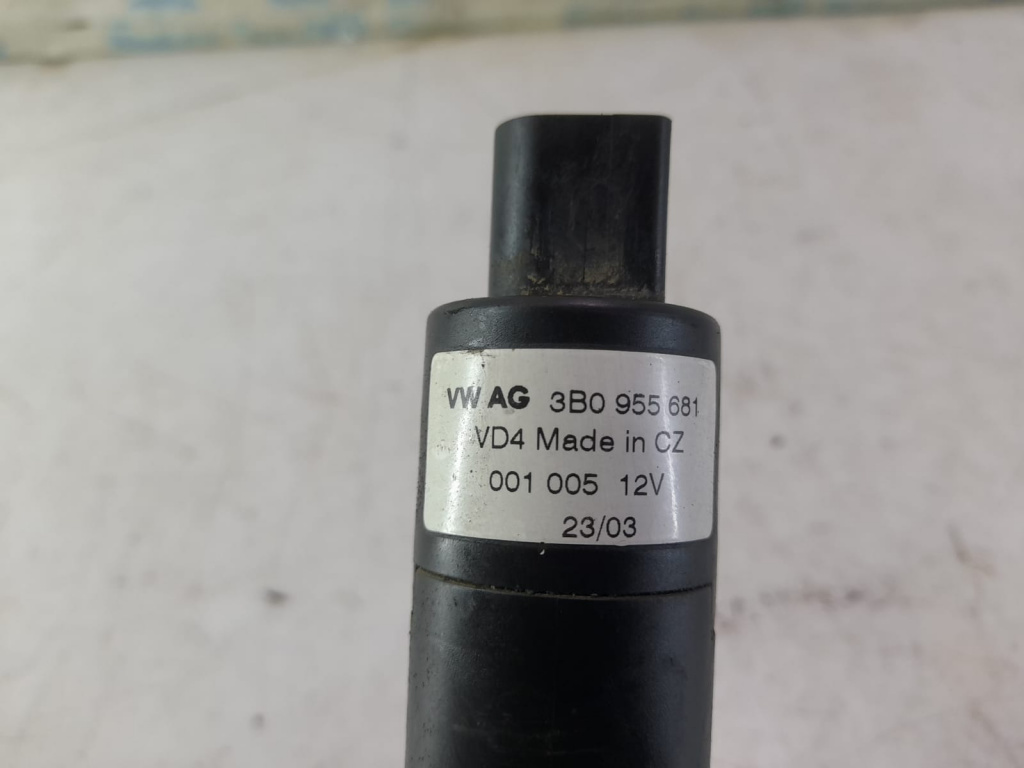 VW AG 3B0 955 681
VD4 Made in CZ
001 005 12V
23/03